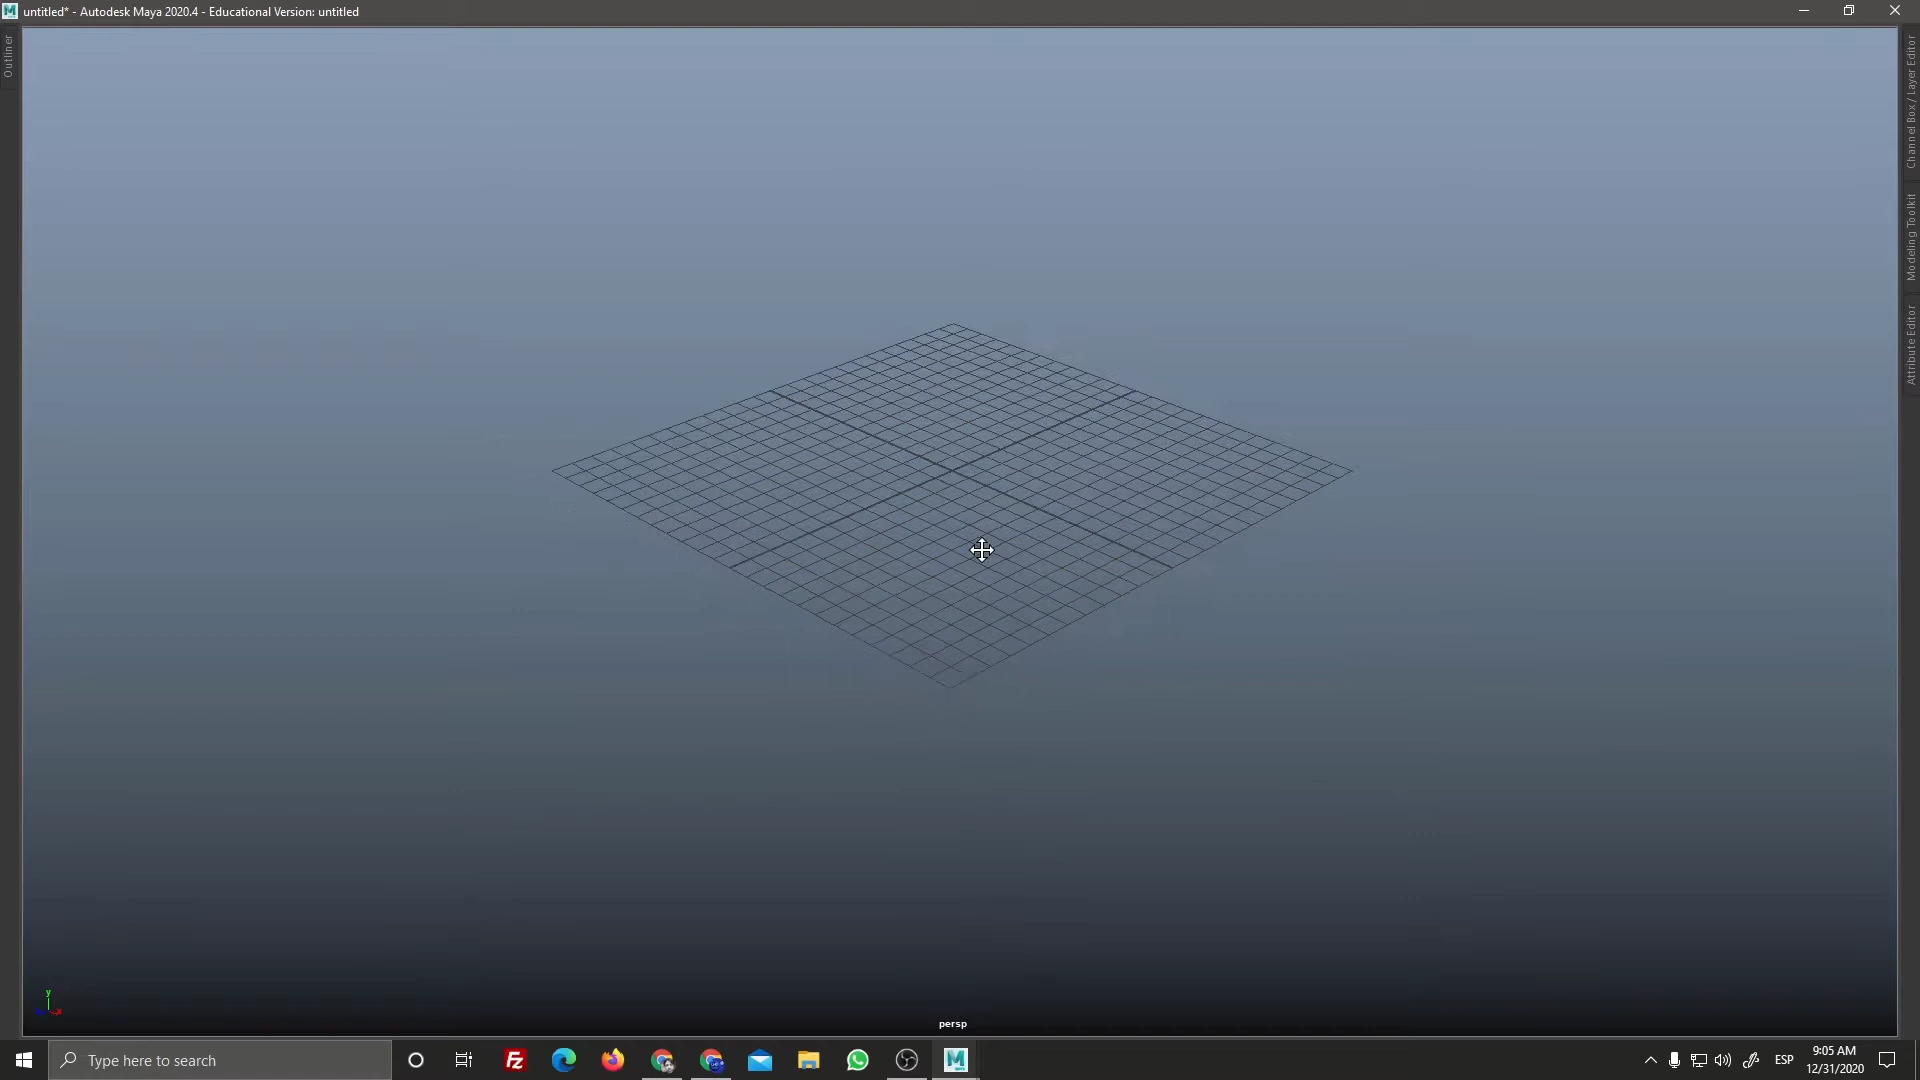 untitled* - Autodesk Maya 2020.4 - Educational Version: untitled
Outliner
Channel Box / Layer Editor
Modeling Toolkit
Attribute Editor
y
persp
Type here to search
ESP
9:05 AM
12/31/2020